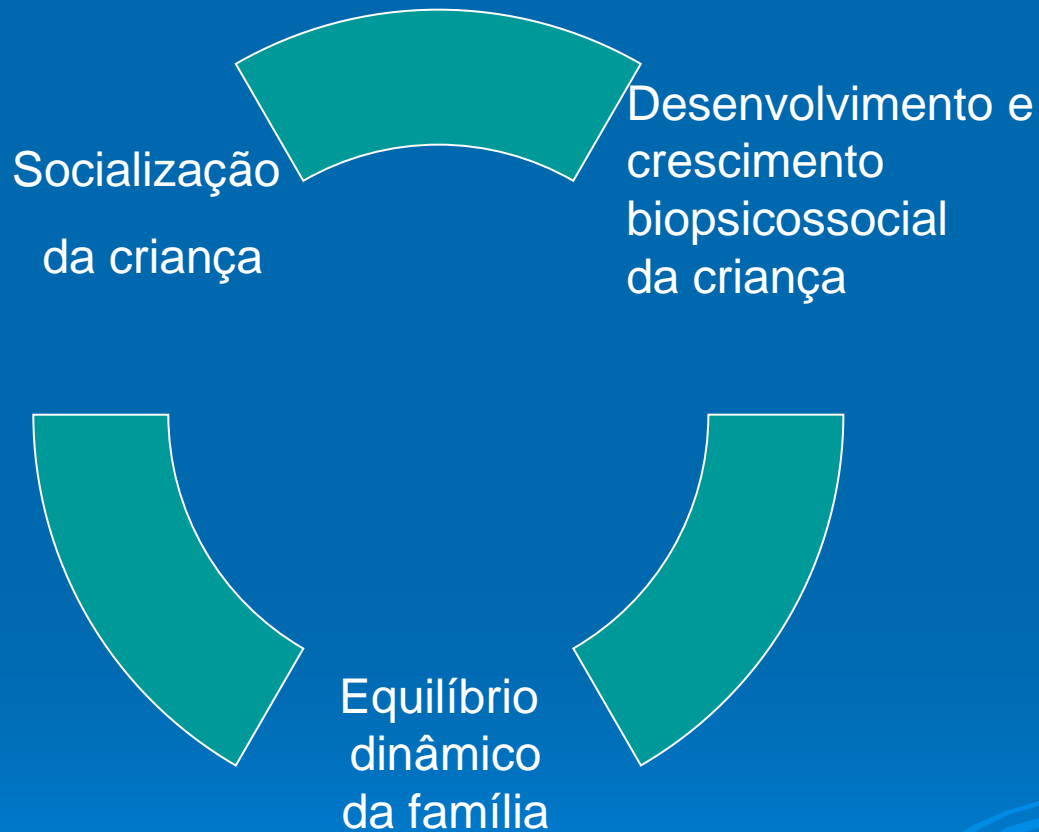 Socialização
da criança
Desenvolvimento e
crescimento
biopsicossocial
da criança
Equilíbrio
dinâmico
da família